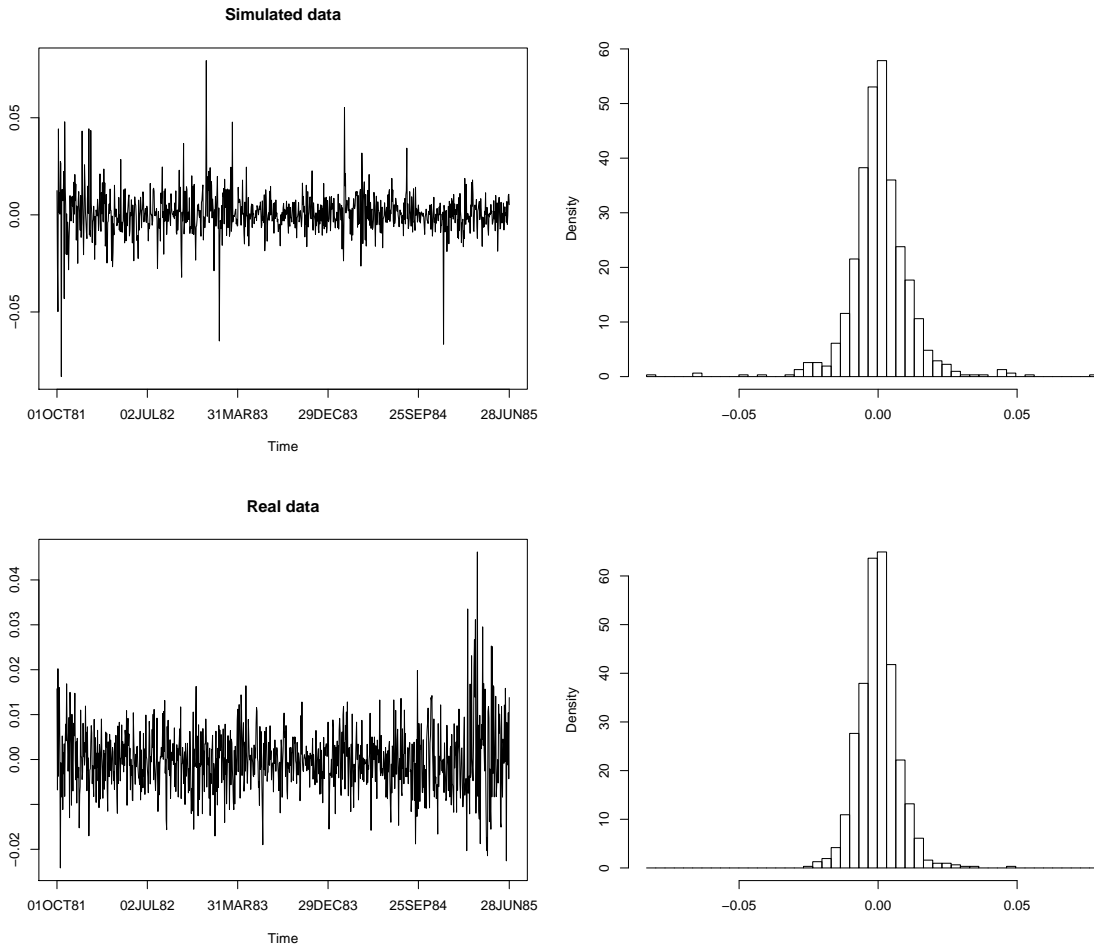 Simulated data
0.05
0.00
−0.05
01OCT81 02JUL82 31MAR83 29DEC83 25SEP84 28JUN85
Time
Density
60
50
40
30
20
10
0
−0.05 0.00 0.05
Real data
0.04
0.03
0.02
0.01
0.00
−0.02
01OCT81 02JUL82 31MAR83 29DEC83 25SEP84 28JUN85
Time
Density
60
50
40
30
20
10
0
−0.05 0.00 0.05